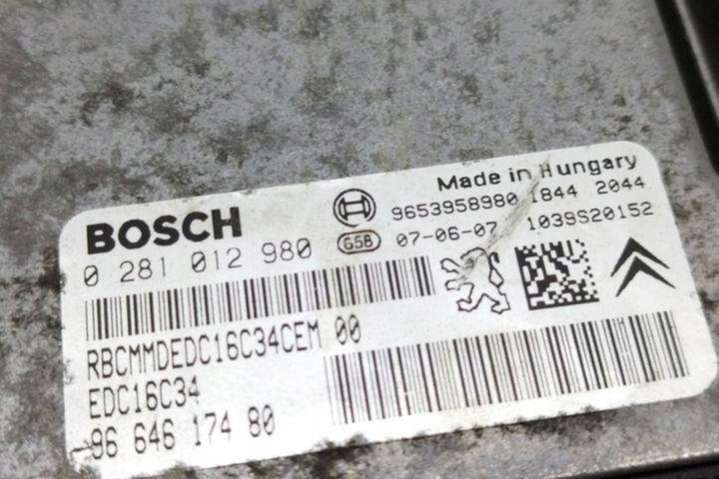 Made in Hungary
BOSCH
9653958980 1844 2044
0 281 012 980
G5B 07-06-07 1039S20152
RBCMMDEDC16C34CEM 00
EDC16C34
96 646 174 80